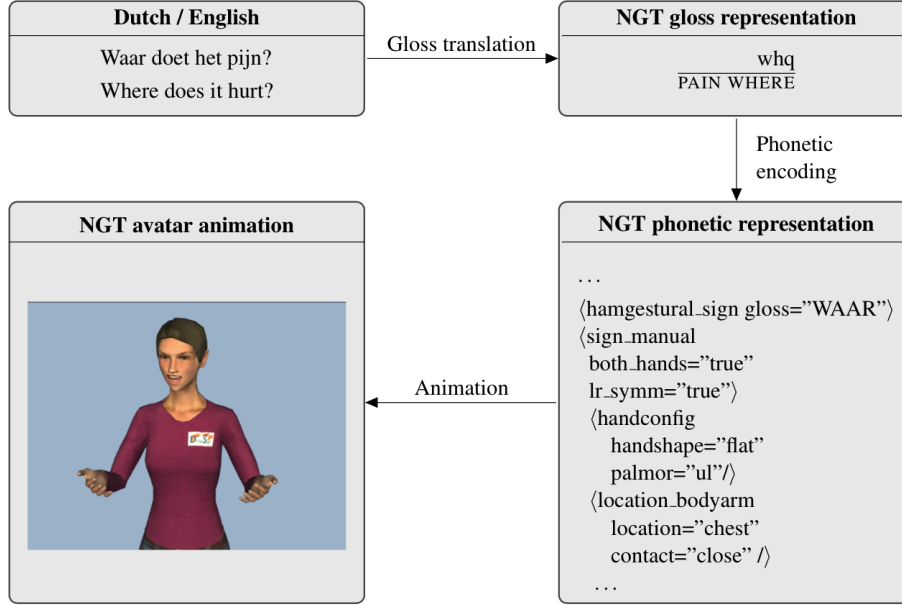 Dutch / English
Waar doet het pijn?
Where does it hurt?
Gloss translation
NGT gloss representation
whq
PAIN WHERE
Phonetic
encoding
NGT phonetic representation
. . .
⟨hamgestural_sign gloss=”WAAR”⟩
⟨sign_manual
both_hands=”true”
lr_symm=”true”⟩
⟨handconfig
handshape=”flat”
palmor=”ul”/⟩
⟨location_bodyarm
location=”chest”
contact=”close” /⟩
. . .
Animation
NGT avatar animation